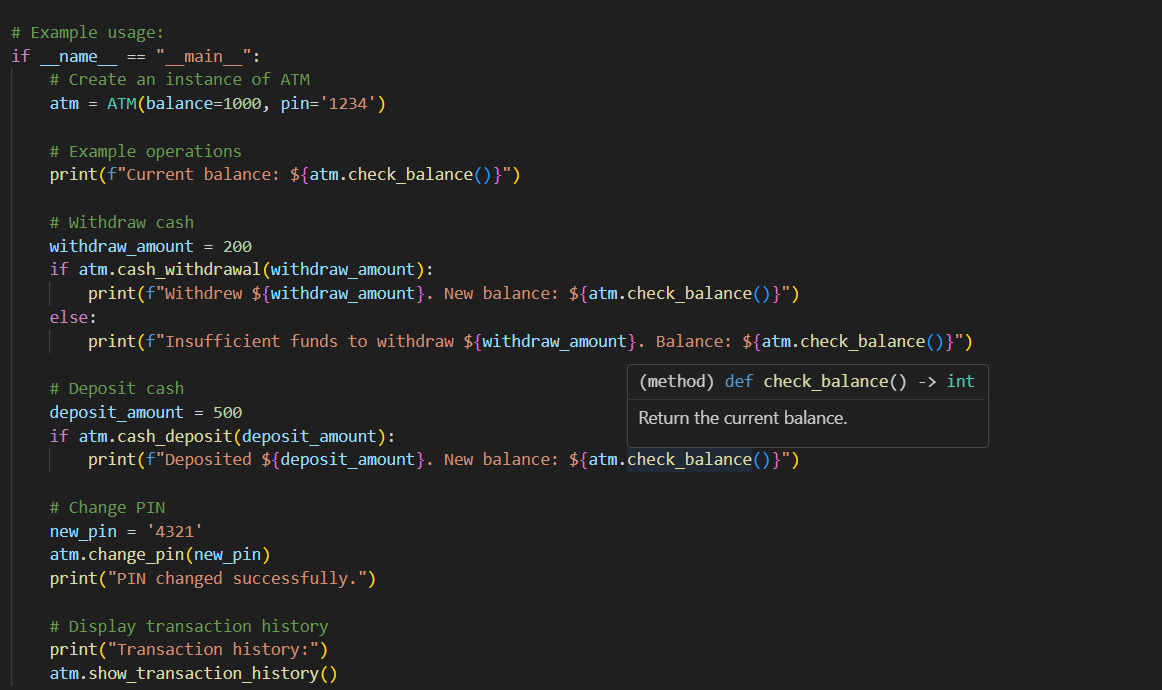 # Example usage:
if __name__ == "__main__":
    # Create an instance of ATM
    atm = ATM(balance=1000, pin='1234')

    # Example operations
    print(f"Current balance: ${atm.check_balance()}")

    # Withdraw cash
    withdraw_amount = 200
    if atm.cash_withdrawal(withdraw_amount):
        print(f"Withdrew ${withdraw_amount}. New balance: ${atm.check_balance()}")
    else:
        print(f"Insufficient funds to withdraw ${withdraw_amount}. Balance: ${atm.check_balance()}")

(method) def check_balance() -> int
Return the current balance.
    # Deposit cash
    deposit_amount = 500
    if atm.cash_deposit(deposit_amount):
        print(f"Deposited ${deposit_amount}. New balance: ${atm.check_balance()}")

    # Change PIN
    new_pin = '4321'
    atm.change_pin(new_pin)
    print("PIN changed successfully.")

    # Display transaction history
    print("Transaction history:")
    atm.show_transaction_history()